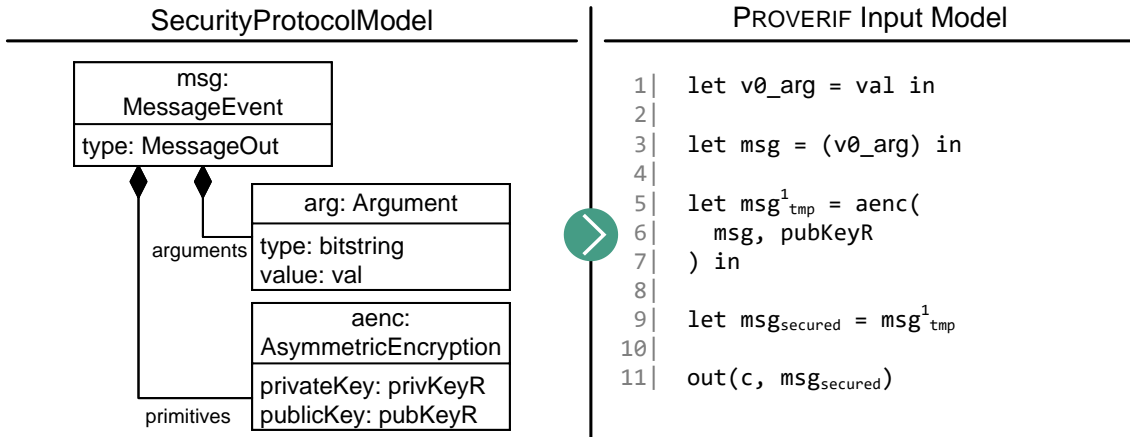 SecurityProtocolModel
msg:
MessageEvent
type: MessageOut
arguments
arg: Argument
type: bitstring
value: val
primitives
aenc:
AsymmetricEncryption
privateKey: privKeyR
publicKey: pubKeyR
PROVERIF Input Model
1| let v0_arg = val in
2|
3| let msg = (v0_arg) in
4|
5| let msg¹tmp = aenc(
6| msg, pubKeyR
7| ) in
8|
9| let msgsecured = msg¹tmp
10|
11| out(c, msgsecured)